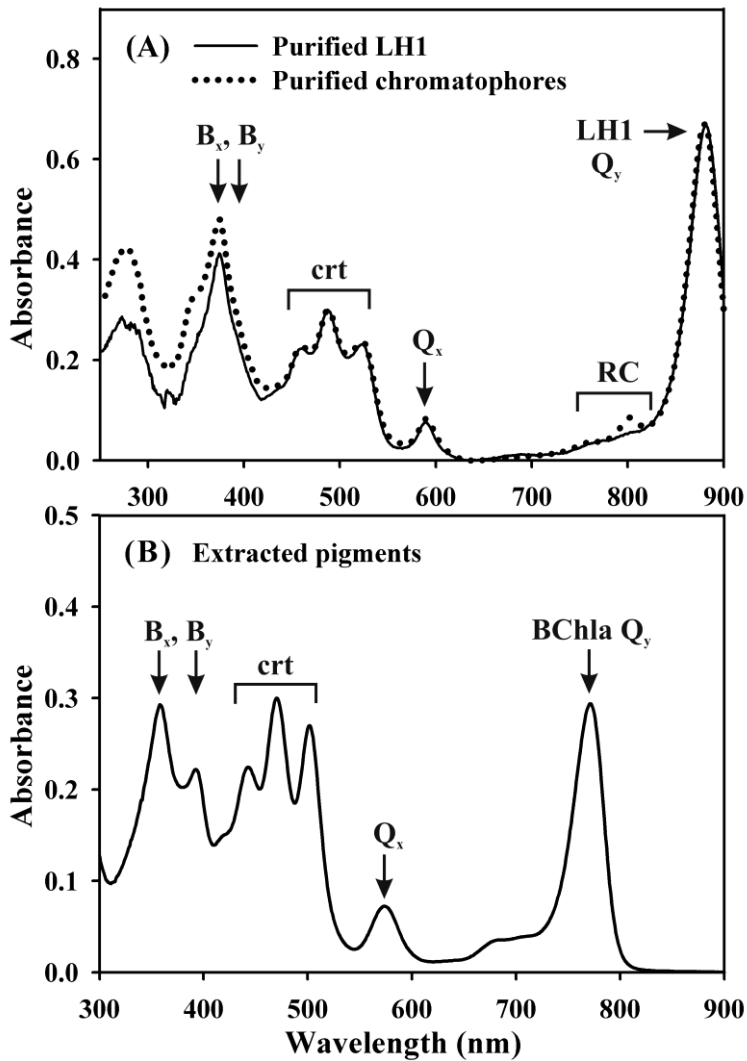 (A)
Purified LH1
Purified chromatophores
Bx, By
crt
Qx
LH1
Qy
RC
Absorbance
0.8
0.6
0.4
0.2
0.0
300 400 500 600 700 800 900
(B) Extracted pigments
Bx, By
crt
Qx
BChla Qy
Absorbance
0.5
0.4
0.3
0.2
0.1
0.0
300 400 500 600 700 800 900
Wavelength (nm)